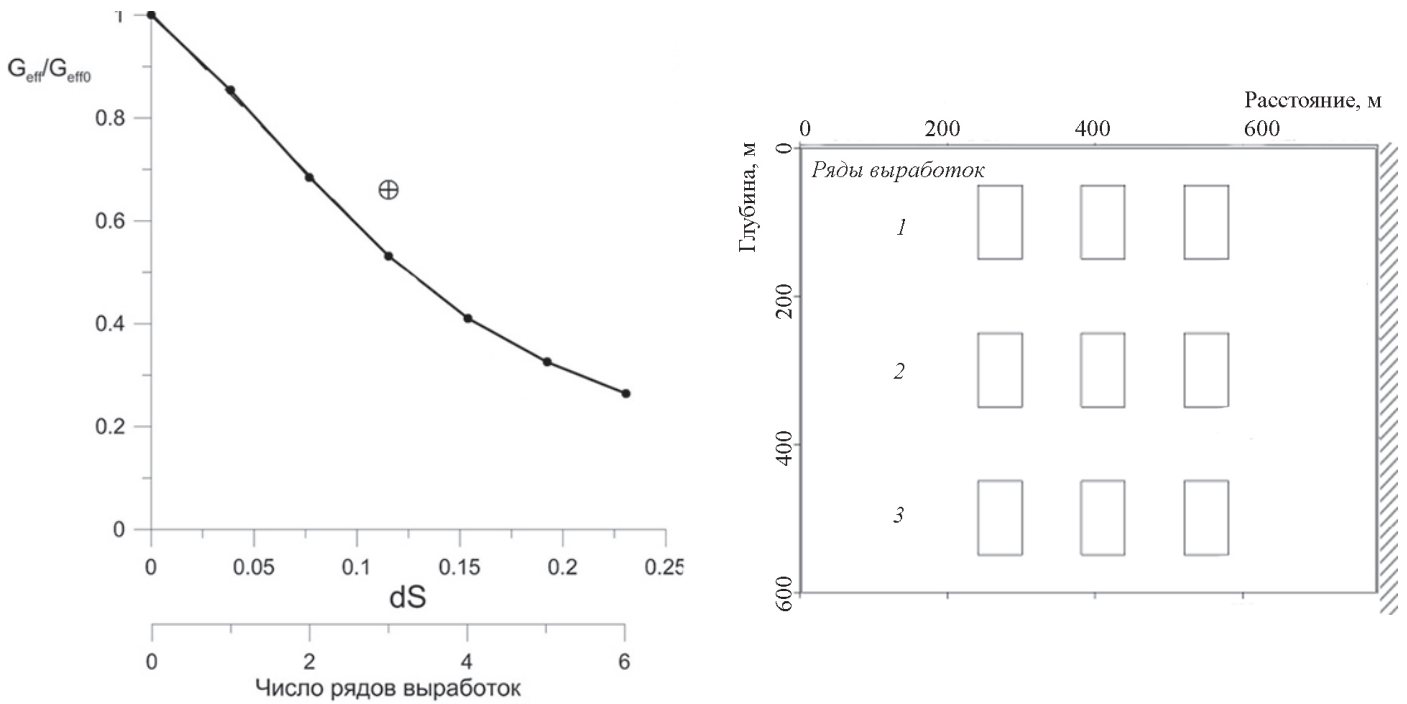 1
G_eff/G_eff0
0.8
0.6
0.4
0.2
0
0 0.05 0.1 0.15 0.2 0.25
dS
0 2 4 6
Число рядов выработок
Расстояние, м
0 200 400 600
Глубина, м
0
200
400
600
Ряды выработок
1
2
3